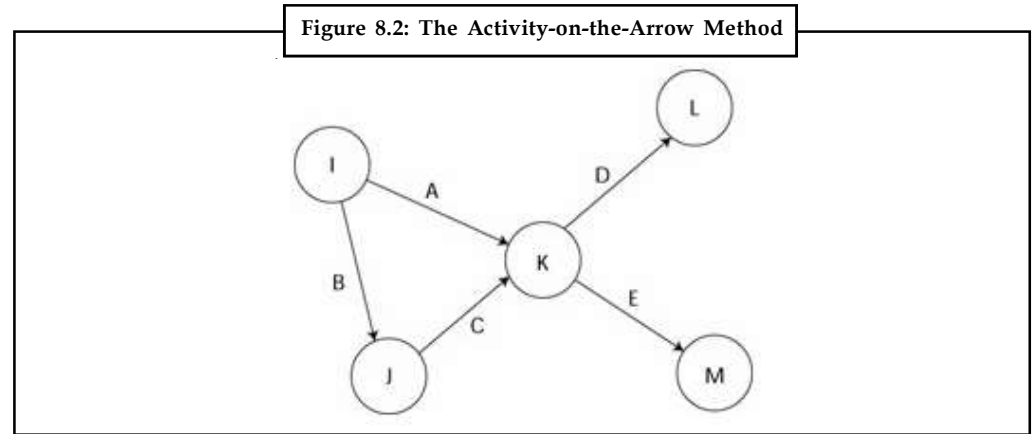 Figure 8.2: The Activity-on-the-Arrow Method
L
I
D
A
K
B
E
C
J
M